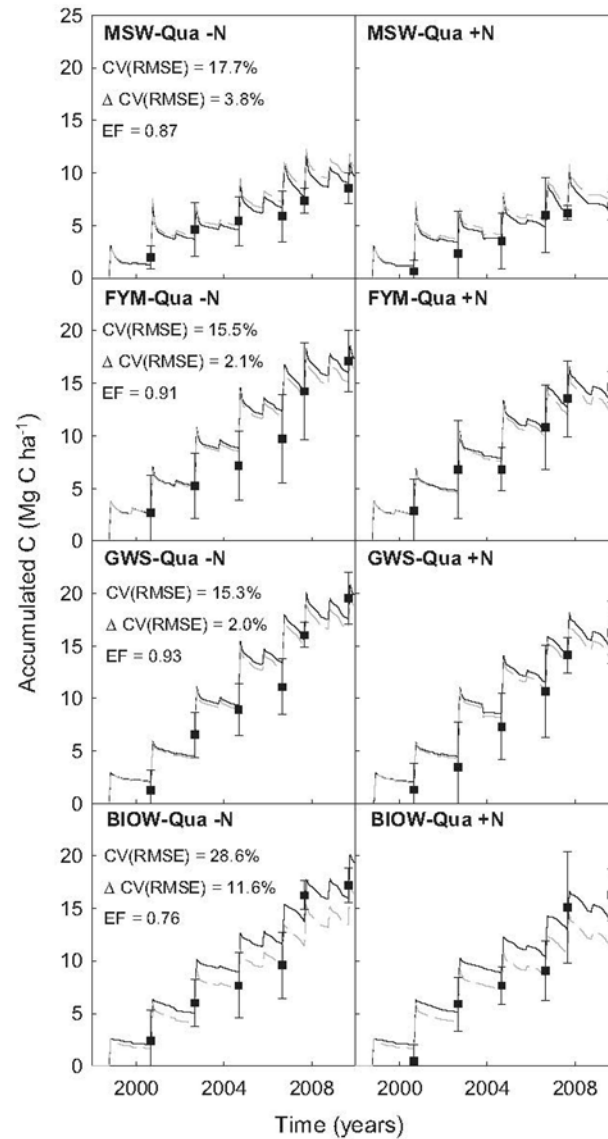 MSW-Qua -N
CV(RMSE) = 17.7%
Δ CV(RMSE) = 3.8%
EF = 0.87
MSW-Qua +N
25
20
15
10
5
0
FYM-Qua -N
CV(RMSE) = 15.5%
Δ CV(RMSE) = 2.1%
EF = 0.91
FYM-Qua +N
20
15
10
5
0
GWS-Qua -N
CV(RMSE) = 15.3%
Δ CV(RMSE) = 2.0%
EF = 0.93
GWS-Qua +N
20
15
10
5
0
BIOW-Qua -N
CV(RMSE) = 28.6%
Δ CV(RMSE) = 11.6%
EF = 0.76
BIOW-Qua +N
20
15
10
5
0
Accumulated C (Mg C ha⁻¹)
2000 2004 2008 2000 2004 2008
Time (years)